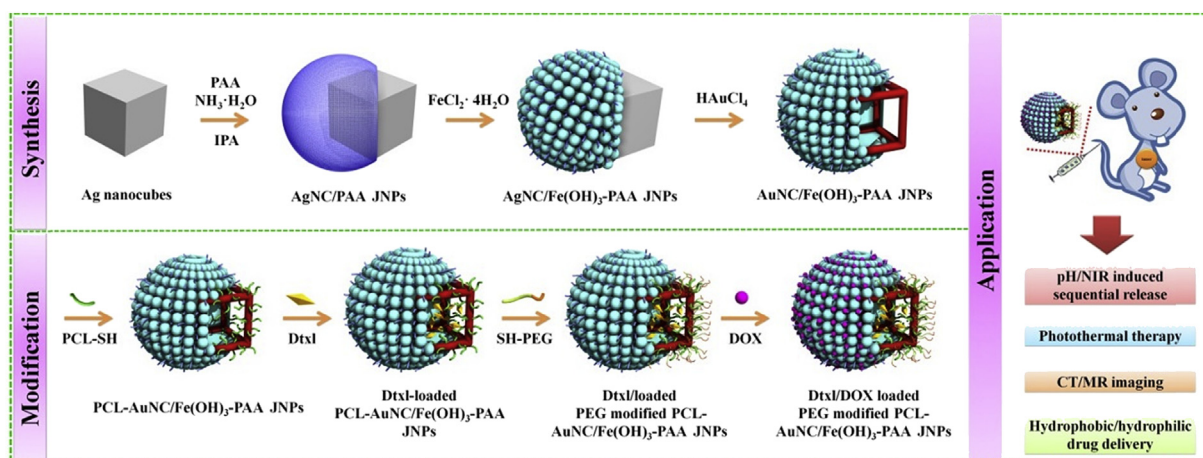 Synthesis
PAA
NH₃·H₂O
IPA
FeCl₂· 4H₂O
HAuCl₄
Ag nanocubes
AgNC/PAA JNPs
AgNC/Fe(OH)₃-PAA JNPs
AuNC/Fe(OH)₃-PAA JNPs
Modification
PCL-SH
Dtxl
SH-PEG
DOX
PCL-AuNC/Fe(OH)₃-PAA JNPs
Dtxl-loaded
PCL-AuNC/Fe(OH)₃-PAA
JNPs
Dtxl/loaded
PEG modified PCL-
AuNC/Fe(OH)₃-PAA JNPs
Dtxl/DOX loaded
PEG modified PCL-
AuNC/Fe(OH)₃-PAA JNPs
Application
pH/NIR induced
sequential release
Photothermal therapy
CT/MR imaging
Hydrophobic/hydrophilic
drug delivery